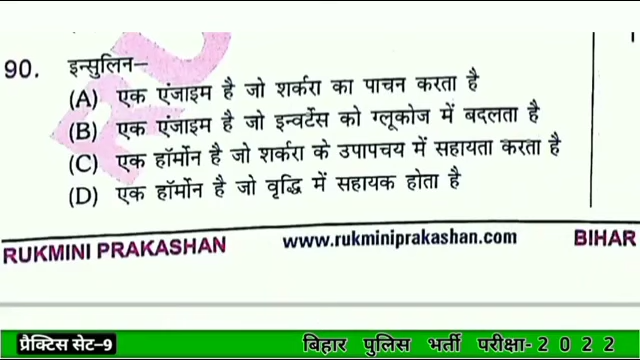 90. इन्सुलिन–
(A) एक एंजाइम है जो शर्करा का पाचन करता है
(B) एक एंजाइम है जो इन्वर्टेस को ग्लूकोज में बदलता है
(C) एक हॉर्मोन है जो शर्करा के उपापचय में सहायता करता है
(D) एक हॉर्मोन है जो वृद्धि में सहायक होता है
RUKMINI PRAKASHAN www.rukminiprakashan.com BIHAR
प्रैक्टिस सेट–9 बिहार पुलिस भर्ती परीक्षा-2022